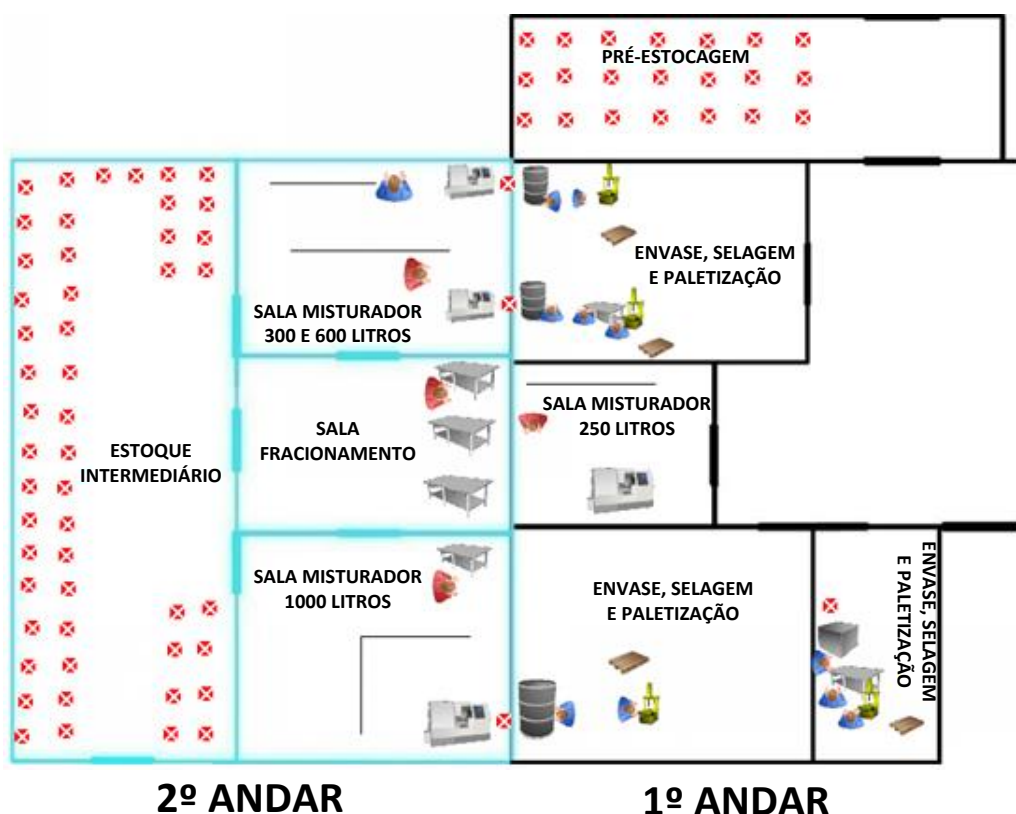 PRÉ-ESTOCAGEM
ENVASE, SELAGEM
E PALETIZAÇÃO
SALA MISTURADOR
300 E 600 LITROS
SALA MISTURADOR
250 LITROS
SALA
FRACIONAMENTO
ESTOQUE
INTERMEDIÁRIO
SALA MISTURADOR
1000 LITROS
ENVASE, SELAGEM
E PALETIZAÇÃO
ENVASE, SELAGEM
E PALETIZAÇÃO
2º ANDAR
1º ANDAR